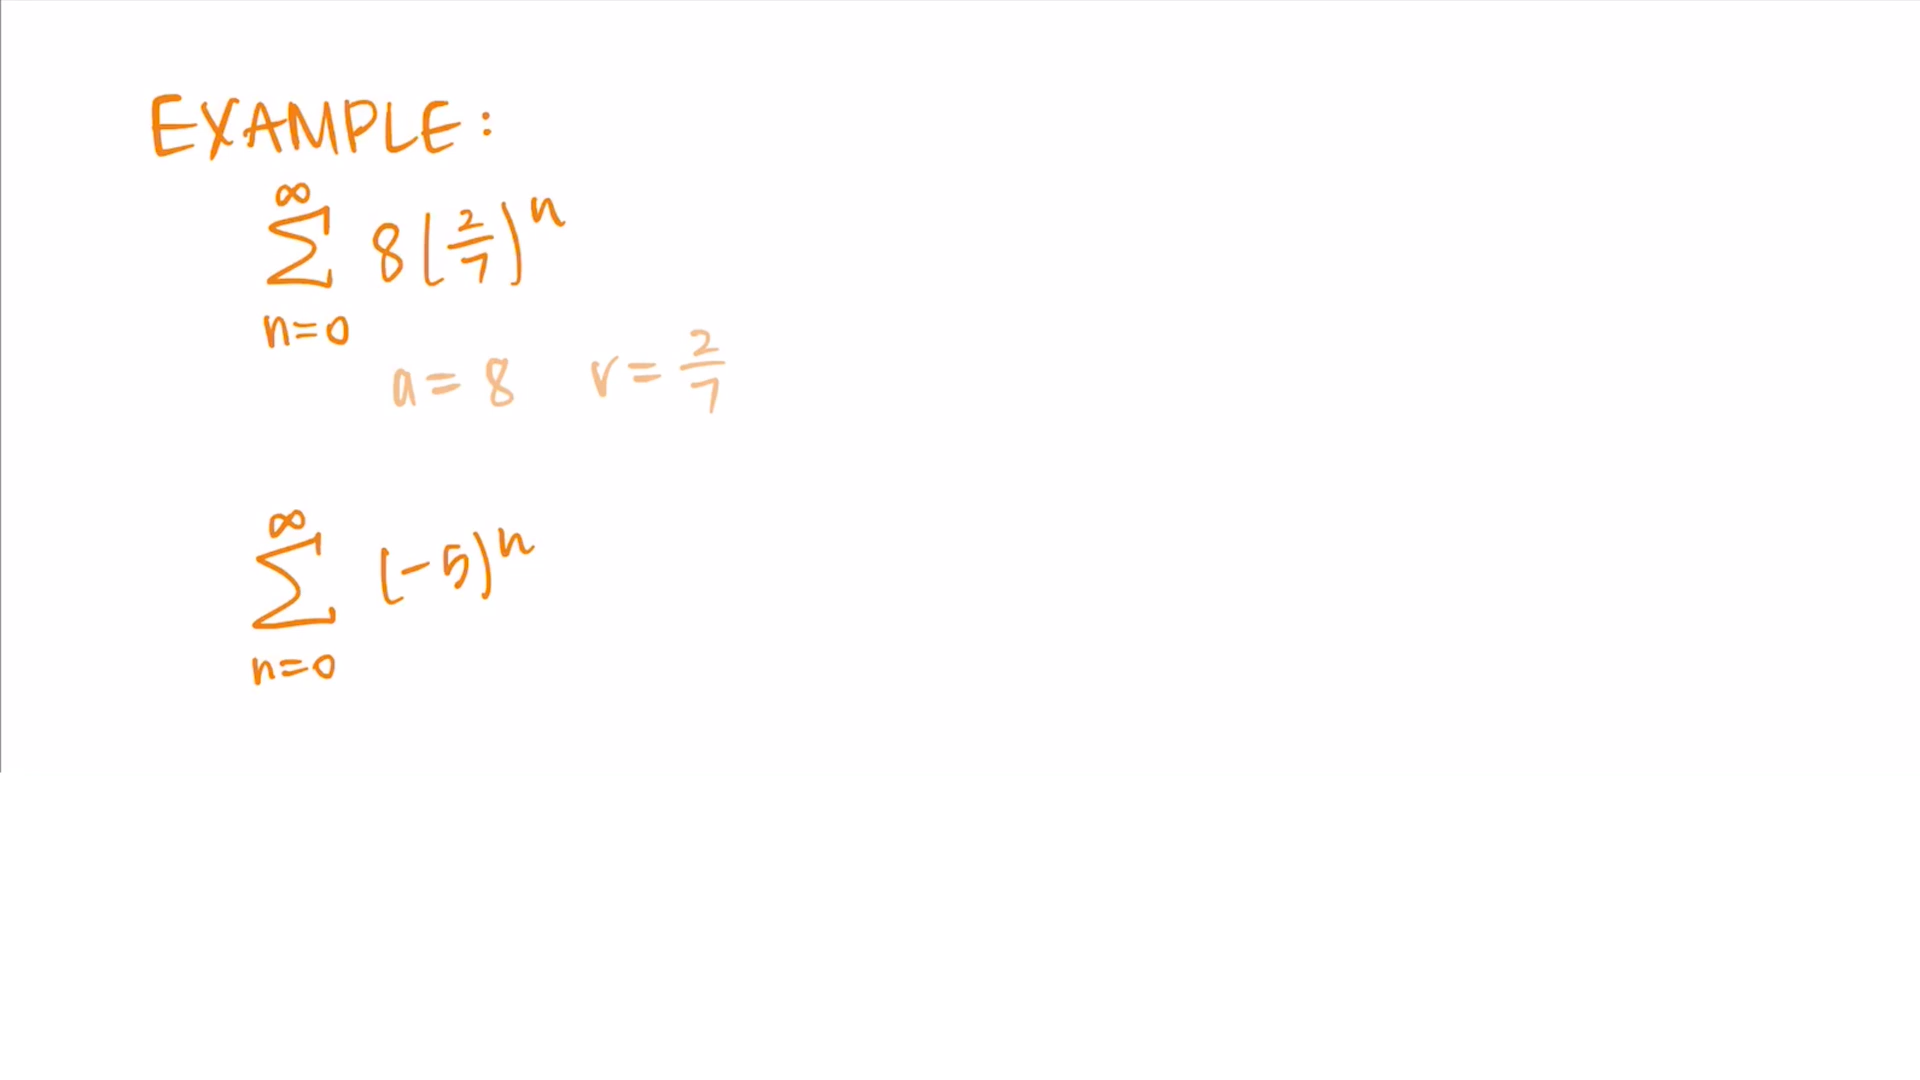 EXAMPLE:
∞
∑ 8(2/7)^n
n=0
a=8 r=2/7
∞
∑ (-5)^n
n=0